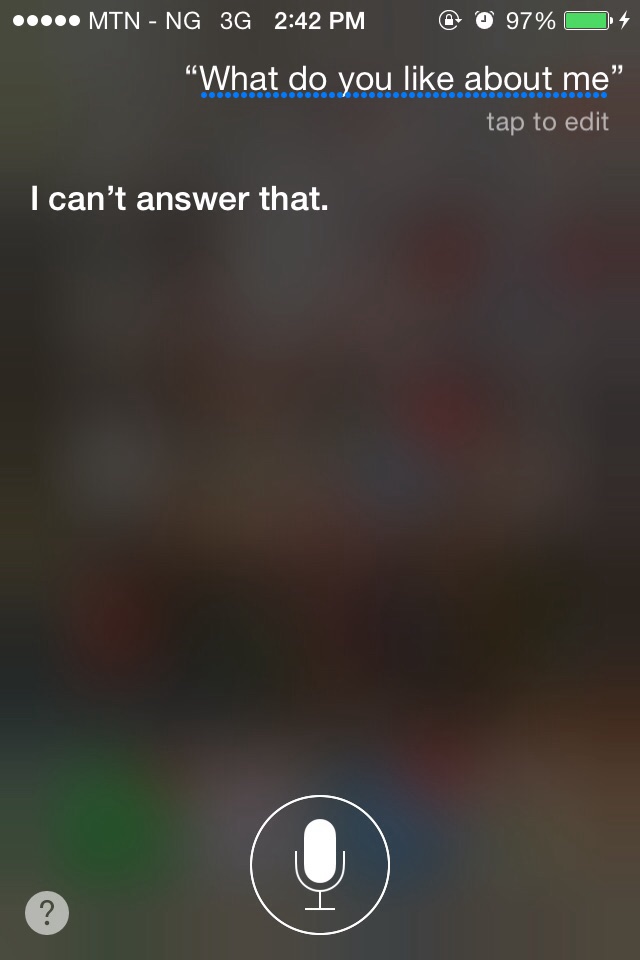 MTN - NG 3G 2:42 PM 97%
“What do you like about me”
tap to edit
I can’t answer that.
?